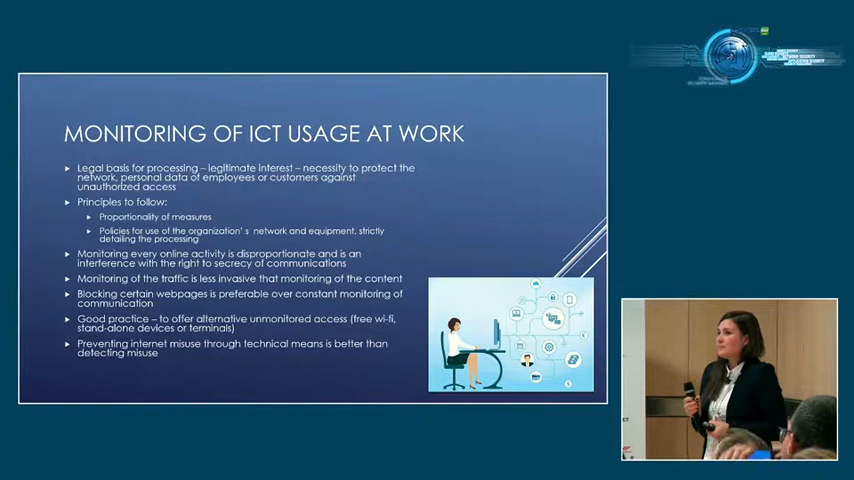 MONITORING OF ICT USAGE AT WORK
Legal basis for processing – legitimate interest – necessity to protect the
network, personal data of employees or customers against
unauthorized access
Principles to follow:
Proportionality of measures
Policies for use of the organization' s network and equipment, strictly
detailing the processing
Monitoring every online activity is disproportionate and is an
interference with the right to secrecy of communications
Monitoring of the traffic is less invasive that monitoring of the content
Blocking certain webpages is preferable over constant monitoring of
communication
Good practice – to offer alternative unmonitored access (free wi-fi,
stand-alone devices or terminals)
Preventing internet misuse through technical means is better than
detecting misuse